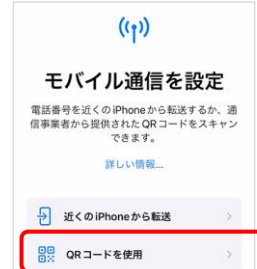 モバイル通信を設定
電話番号を近くのiPhoneから転送するか、通
信事業者から提供されたQRコードをスキャン
できます。
詳しい情報...
近くのiPhoneから転送
QRコードを使用